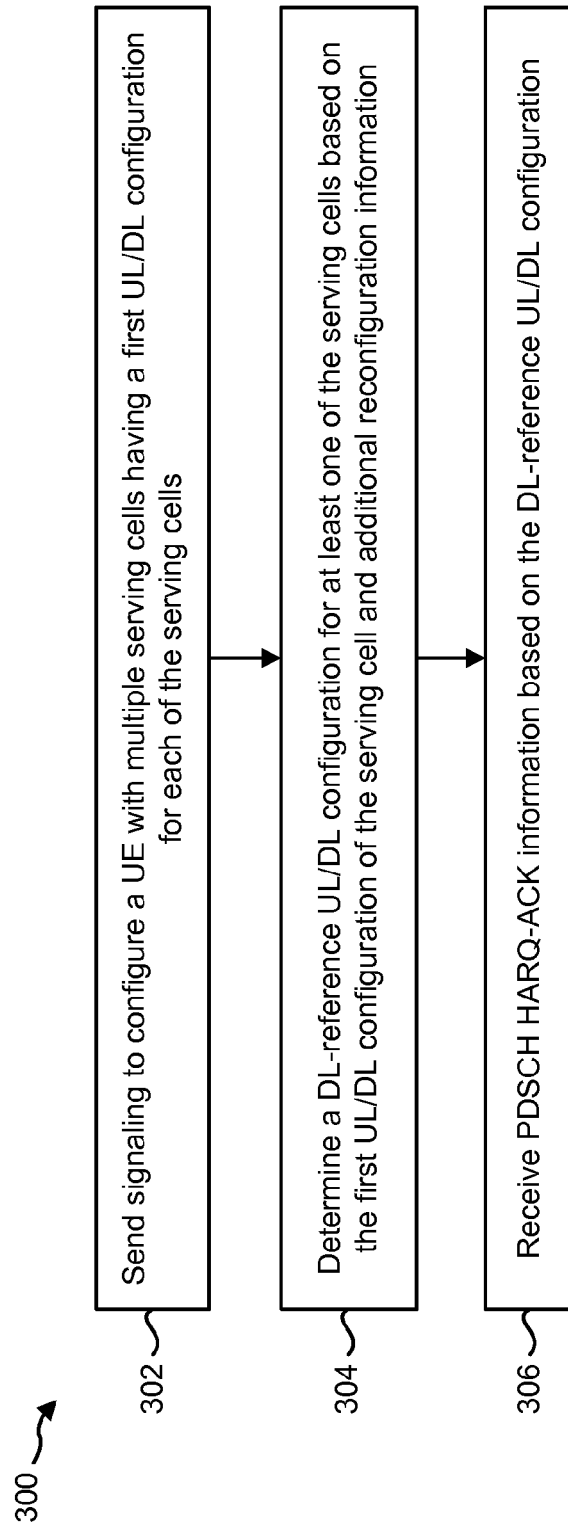 300
302
Send signaling to configure a UE with multiple serving cells having a first UL/DL configuration
for each of the serving cells
304
Determine a DL-reference UL/DL configuration for at least one of the serving cells based on
the first UL/DL configuration of the serving cell and additional reconfiguration information
306
Receive PDSCH HARQ-ACK information based on the DL-reference UL/DL configuration